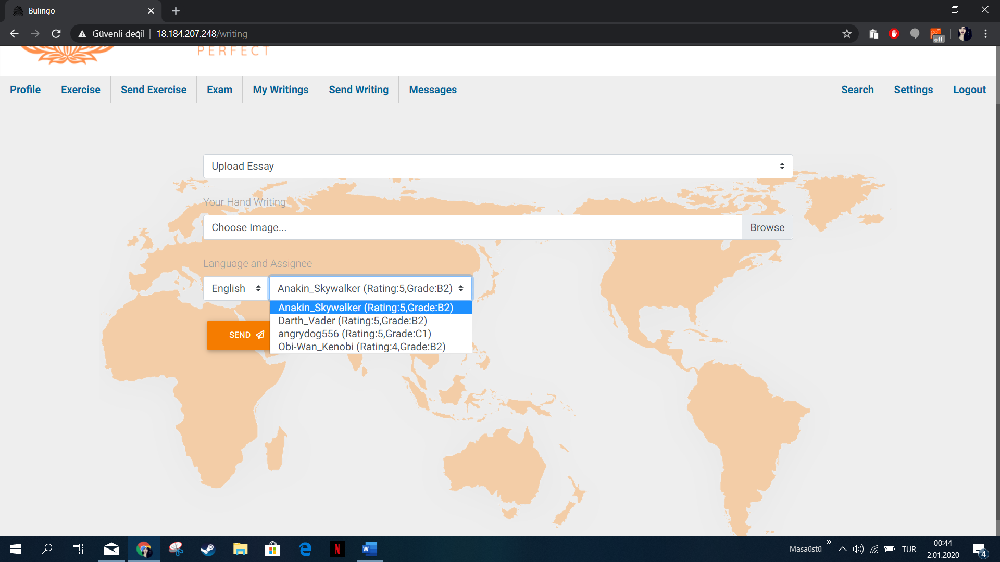 Bulingo
Güvenli değil | 18.184.207.248/writing
off
PERFECT
Profile Exercise Send Exercise Exam My Writings Send Writing Messages Search Settings Logout
Upload Essay
Your Hand Writing
Choose Image... Browse
Language and Assignee
English Anakin_Skywalker (Rating:5,Grade:B2)
Anakin_Skywalker (Rating:5,Grade:B2)
Darth_Vader (Rating:5,Grade:B2)
angrydog556 (Rating:5,Grade:C1)
Obi-Wan_Kenobi (Rating:4,Grade:B2)
SEND
Masaüstü TUR 00:44
2.01.2020
4